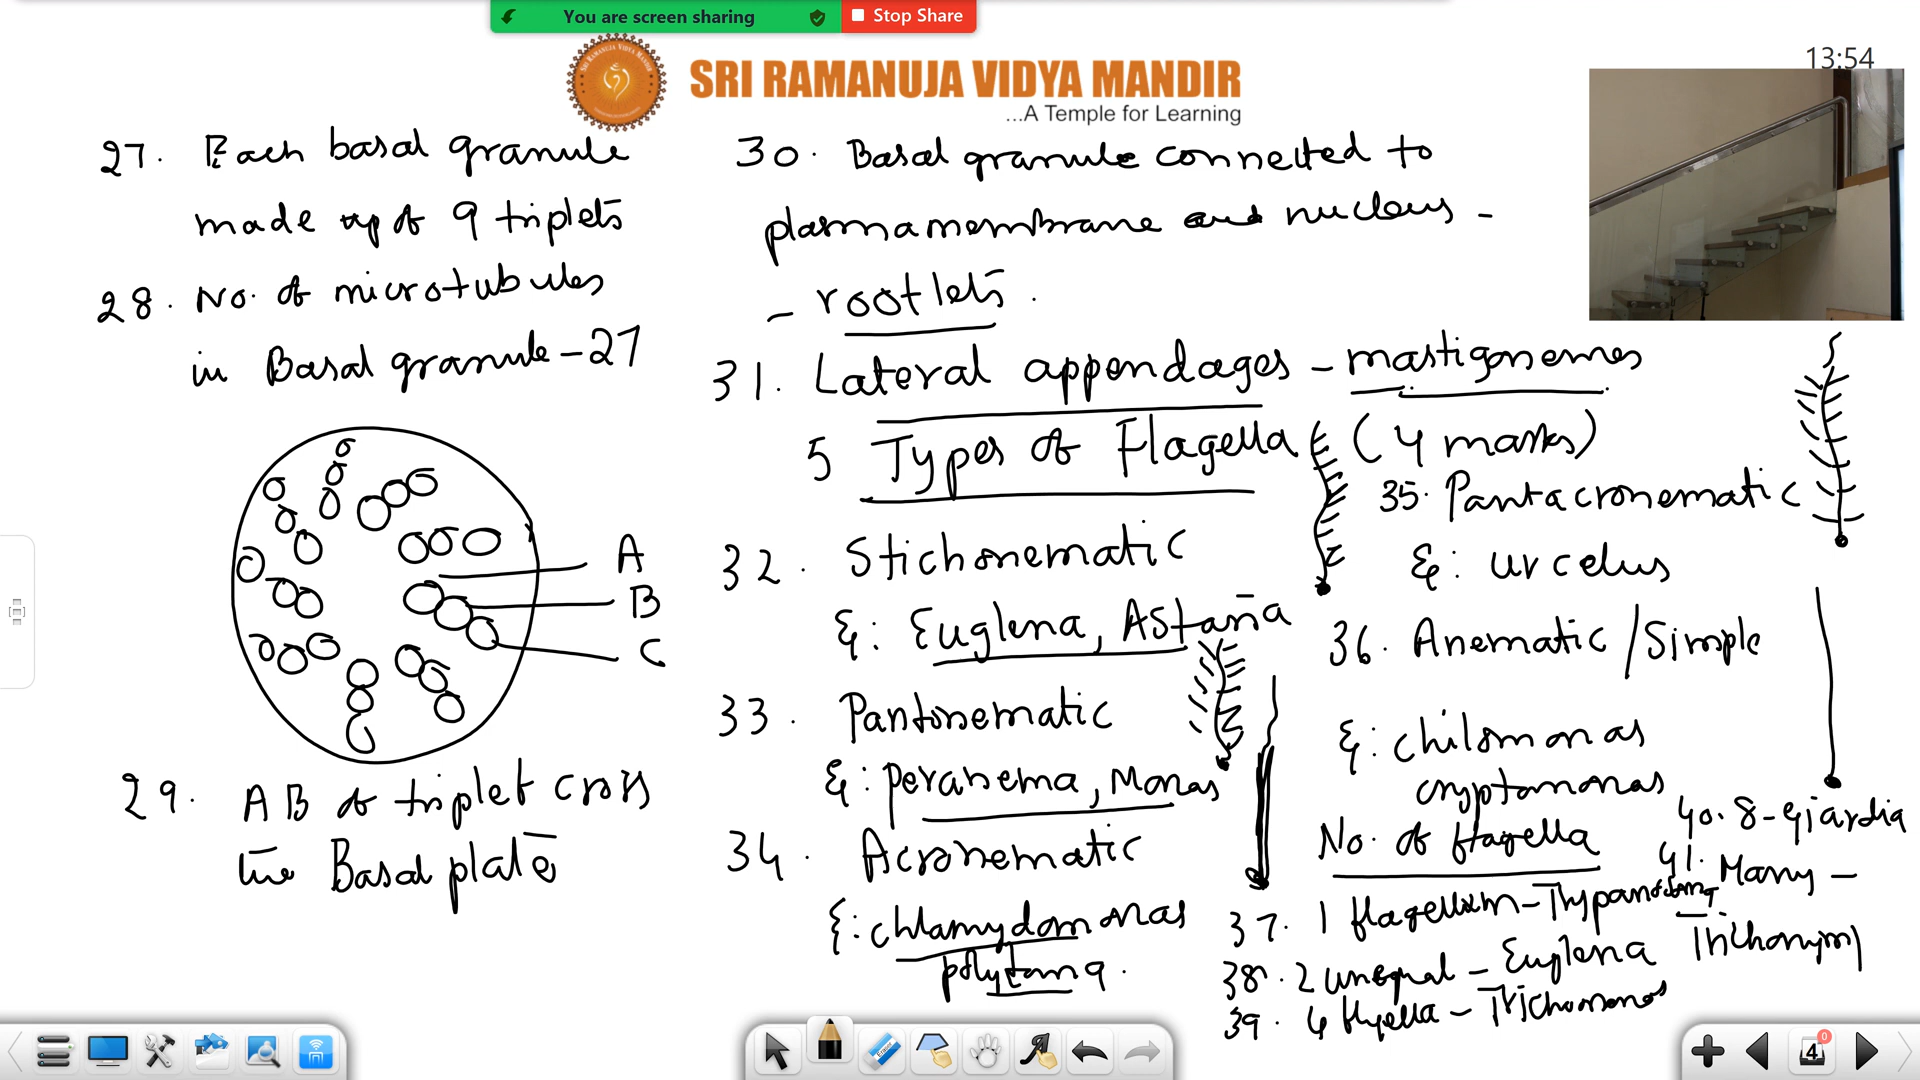 You are screen sharing
Stop Share
13:54
SRI RAMANUJA VIDYA MANDIR
...A Temple for Learning
27. Each basal granule
made up of 9 triplets
28. No. of microtubules
in Basal granule - 27
A
B
C
29. AB of triplet cross
the Basal plate
30. Basal granule connected to
plasma membrane and nucleus -
- rootlets.
31. Lateral appendages - mastigonemes
5 Types of Flagella (4 marks)
32. Stichonematic
Eg: Euglena, Astasia
33. Pantonematic
Eg: peranema, Monas
34. Acronematic
Eg: chlamydomonas
polytoma.
35. Pantacronematic
Eg: urcelus
36. Anematic / Simple
Eg: chilomonas
cryptomonas
No. of flagella
37. 1 flagellum - Trypanosoma
38. 2 unequal - Euglena
39. 4 flagella - Trichomonas
40. 8 - Giardia
41. Many -
Trichonympha
4
0